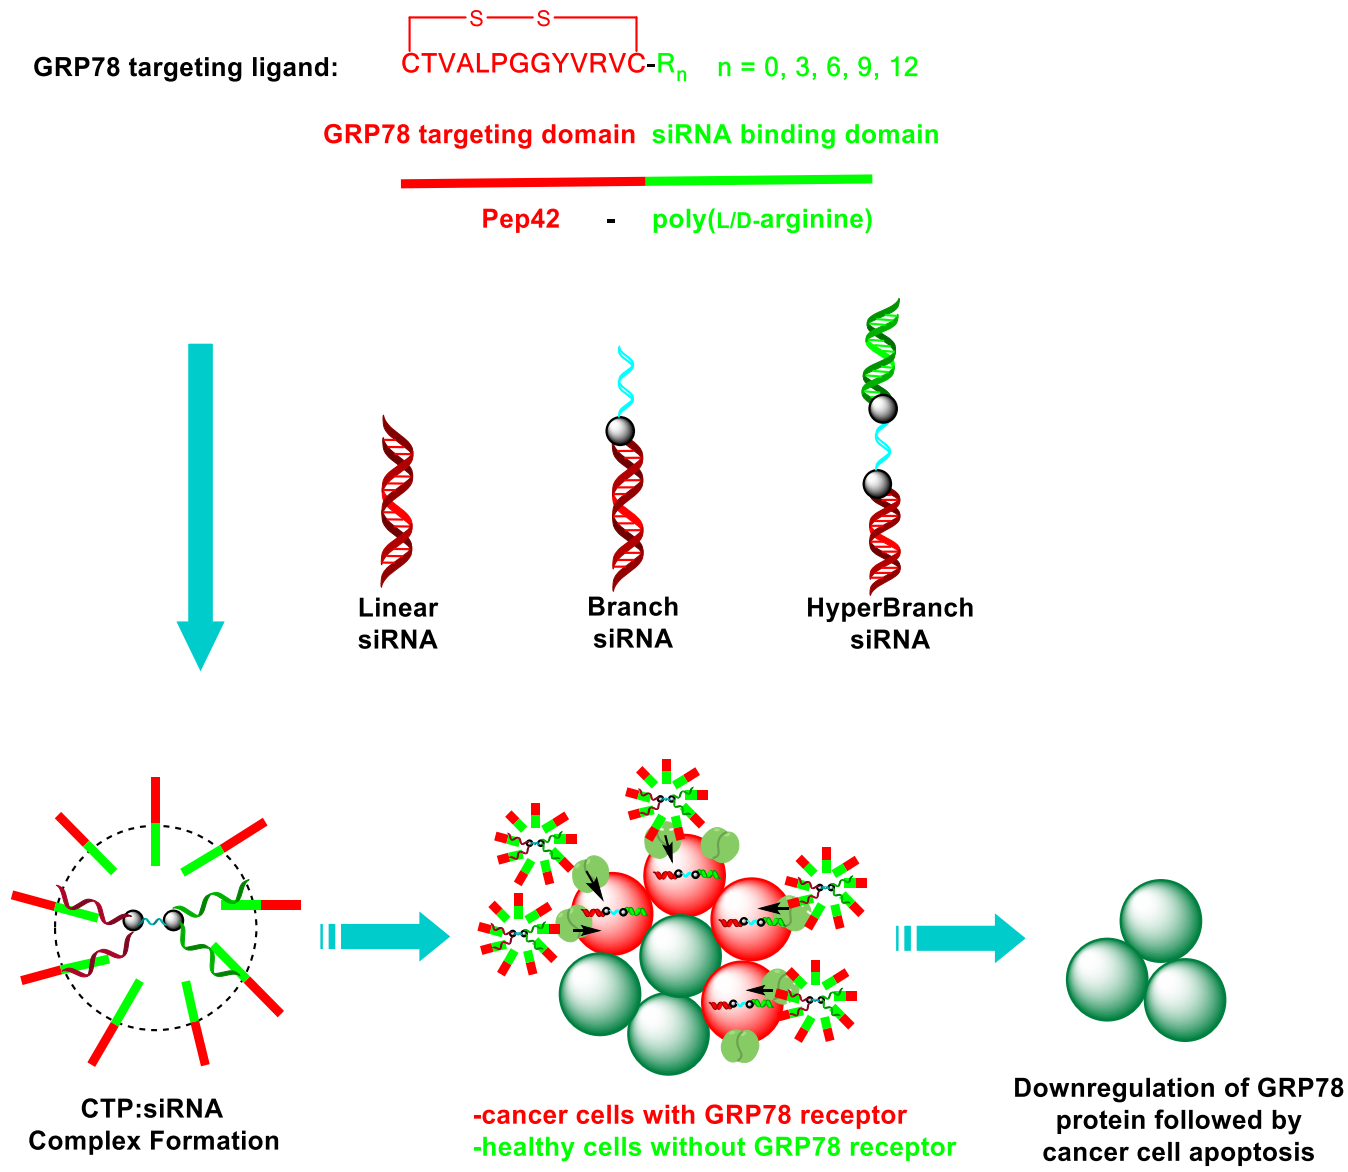 S S
GRP78 targeting ligand: CTVALPGGYVRVC-Rn n = 0, 3, 6, 9, 12
GRP78 targeting domain siRNA binding domain
Pep42 - poly(L/D-arginine)
Linear siRNA
Branch siRNA
HyperBranch siRNA
CTP:siRNA
Complex Formation
-cancer cells with GRP78 receptor
-healthy cells without GRP78 receptor
Downregulation of GRP78
protein followed by
cancer cell apoptosis